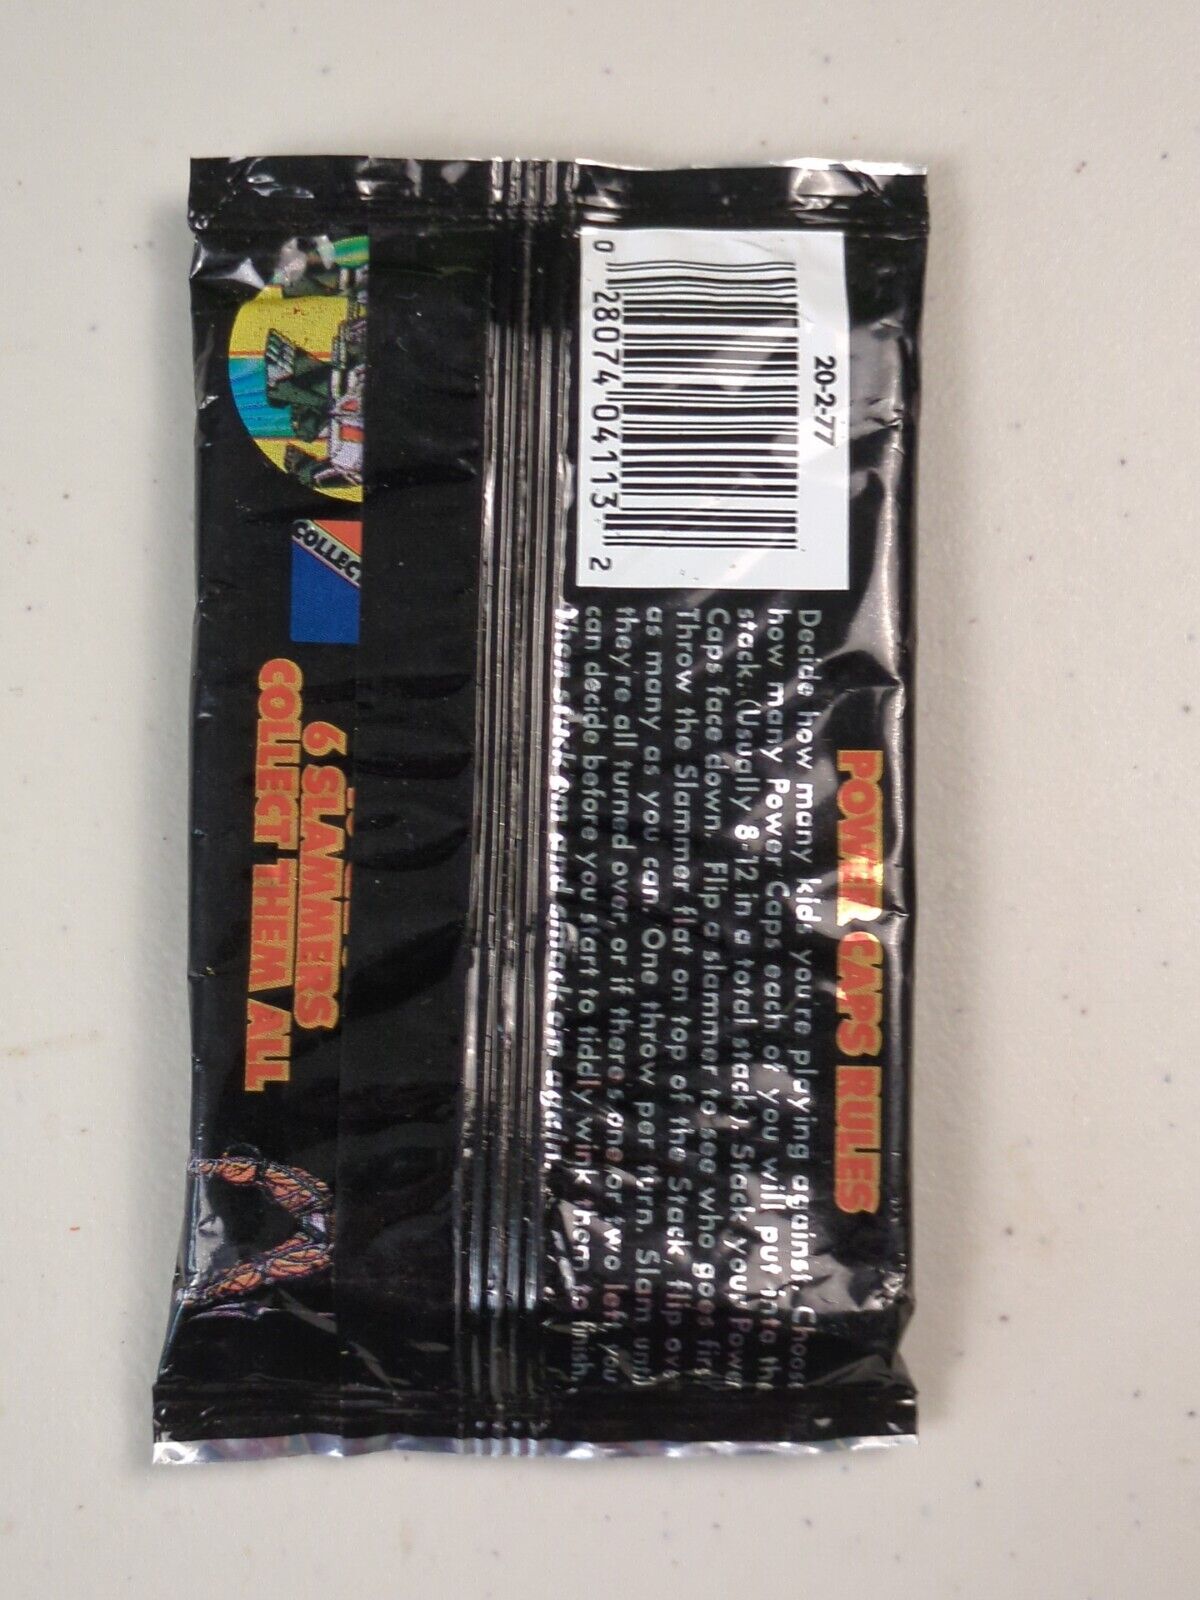 POWER CAPS RULES
Decide how many kids you're playing against. Choose
how many Power Caps each of you will put into the
stack. (Usually 8-12 in a total stack). Stack your Power
Caps face down. Flip a slammer to see who goes first
Throw the Slammer flat on top of the Stack, flip over
as many as you can. One throw per turn. Slam until
they're all turned over, or if there's one or two left, you
can decide before you start to tiddly wink them to finish.
Then stack em and smack em again.
20-2-77
0 28074 04113 2
COLLECT
6 SLAMMERS
COLLECT THEM ALL